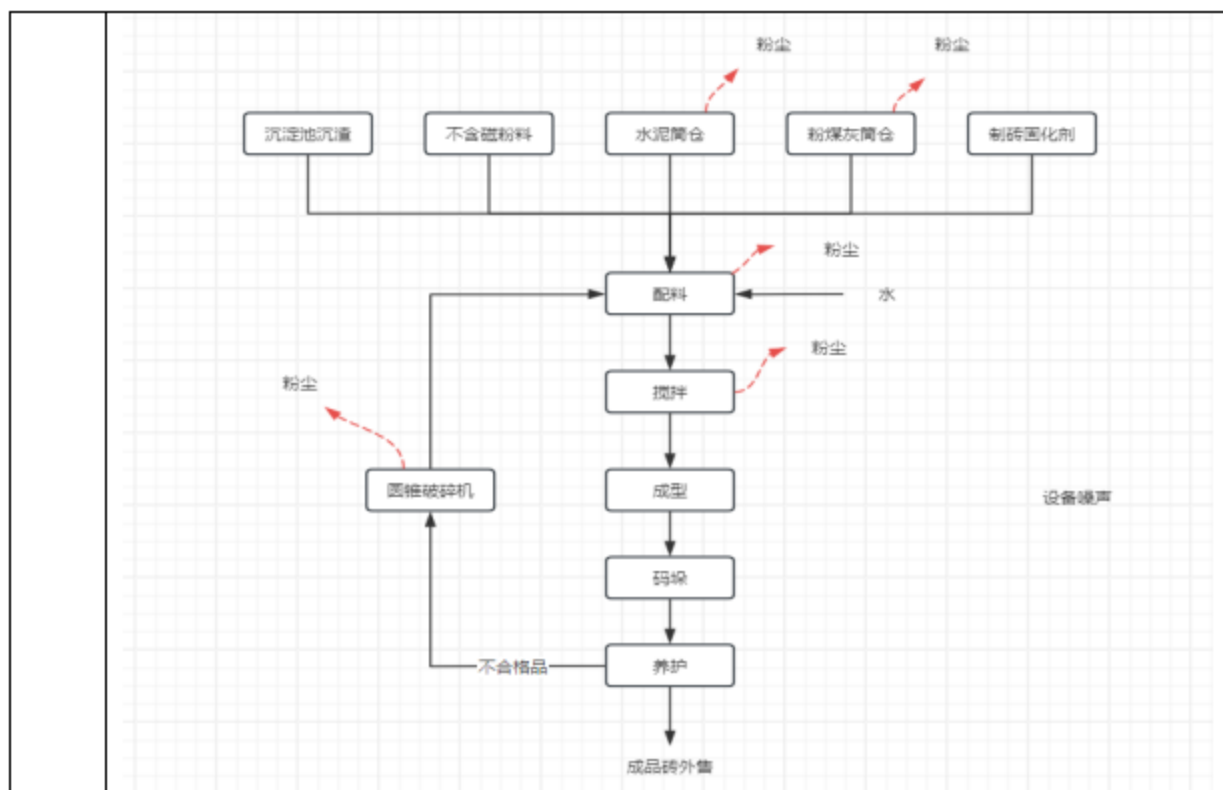 粉尘
粉尘
沉淀池沉渣
不含磁粉料
水泥筒仓
粉煤灰筒仓
制砖固化剂
粉尘
配料
水
粉尘
搅拌
粉尘
圆锥破碎机
成型
设备噪声
码垛
不合格品
养护
成品砖外售